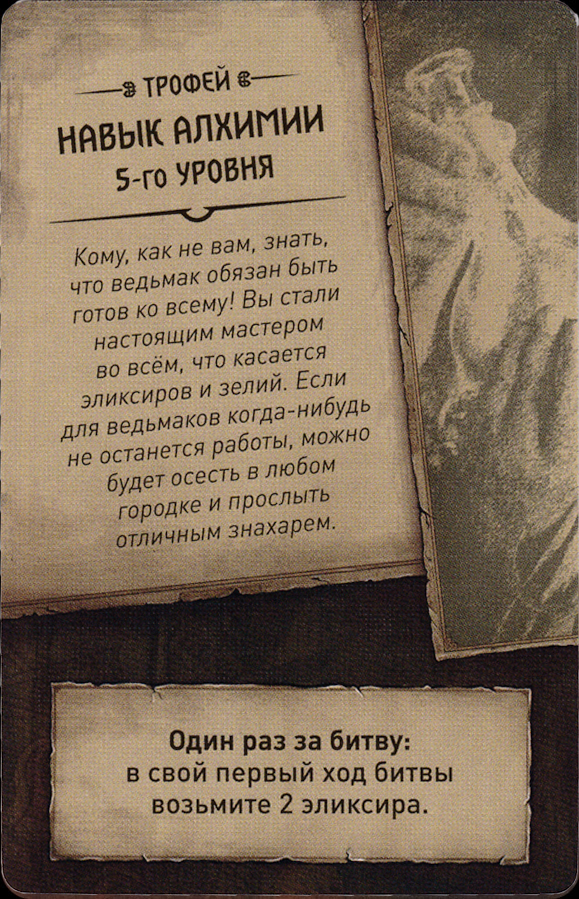 ТРОФЕЙ
НАВЫК АЛХИМИИ
5-го УРОВНЯ
Кому, как не вам, знать,
что ведьмак обязан быть
готов ко всему! Вы стали
настоящим мастером
во всём, что касается
эликсиров и зелий. Если
для ведьмаков когда-нибудь
не останется работы, можно
будет осесть в любом
городке и прослыть
отличным знахарем.
Один раз за битву:
в свой первый ход битвы
возьмите 2 эликсира.